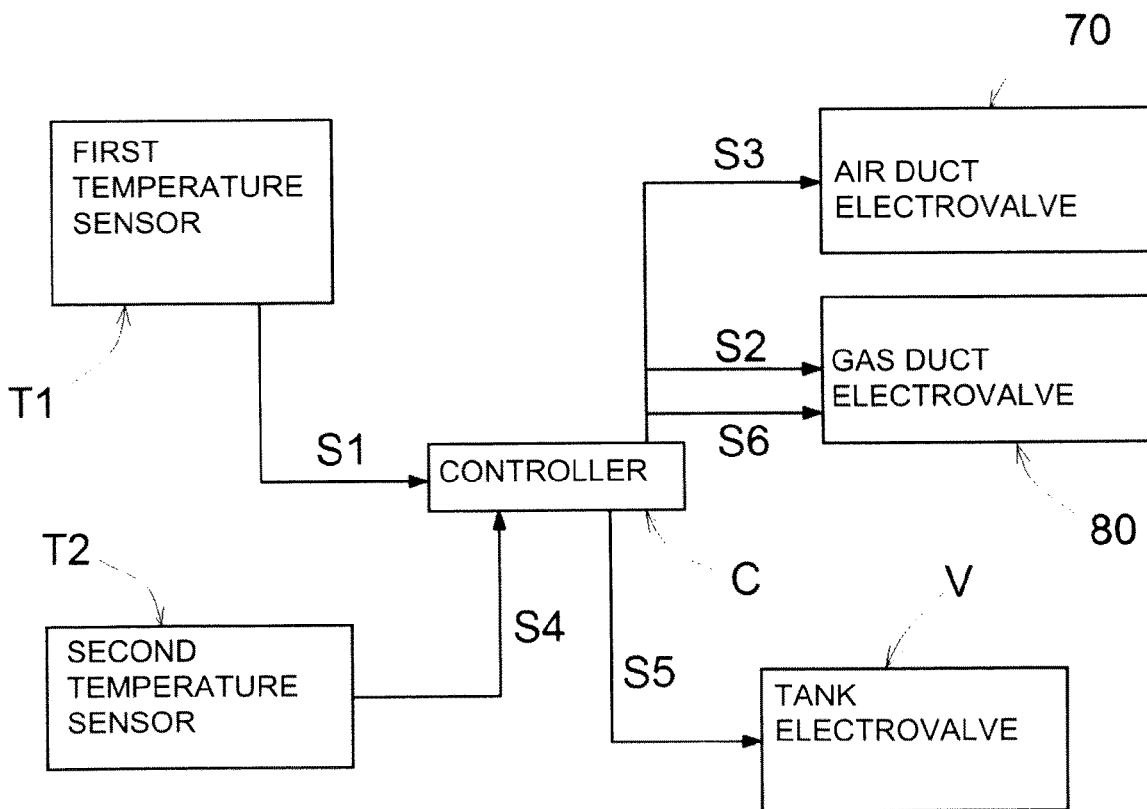 70
FIRST
TEMPERATURE
SENSOR
S3
AIR DUCT
ELECTROVALVE
T1
S2
GAS DUCT
ELECTROVALVE
S6
S1
CONTROLLER
80
T2
C
V
SECOND
TEMPERATURE
SENSOR
S4
S5
TANK
ELECTROVALVE